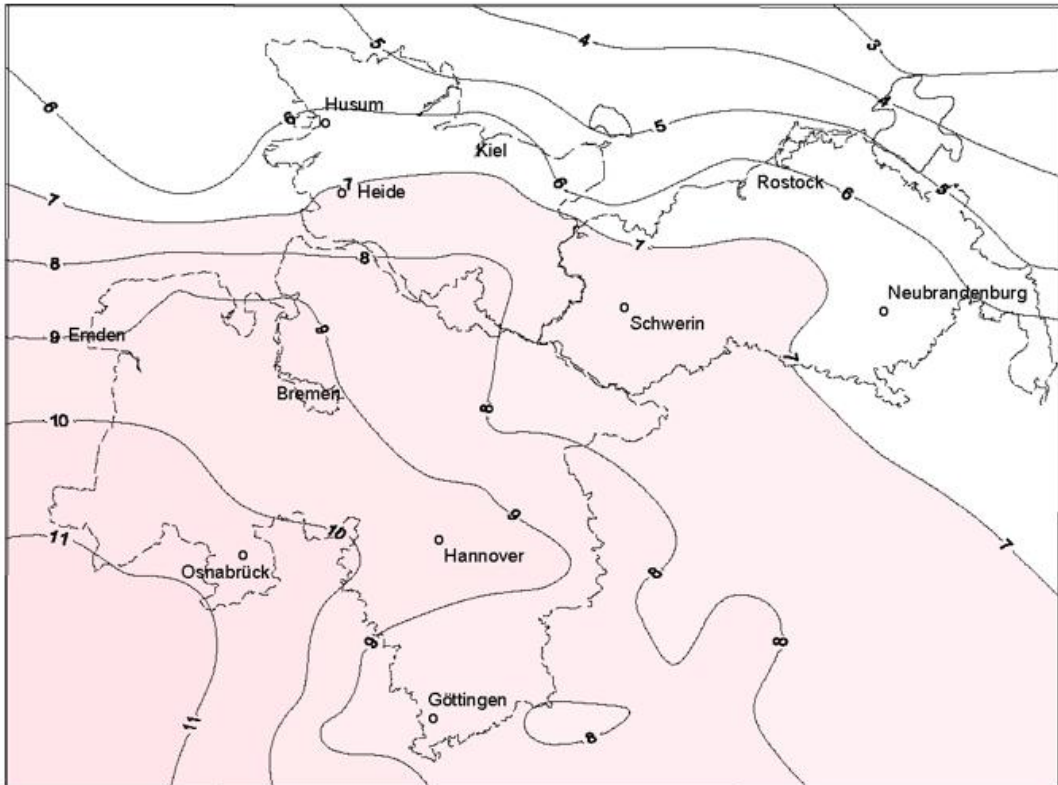 4
5
3
4
Husum
6
6
5
Kiel
7
Heide
6
Rostock
5
6
7
7
8
8
Neubrandenburg
Schwerin
9
9
Emden
7
Bremen
8
10
9
10
11
Hannover
7
Osnabrück
8
9
8
Göttingen
11
8